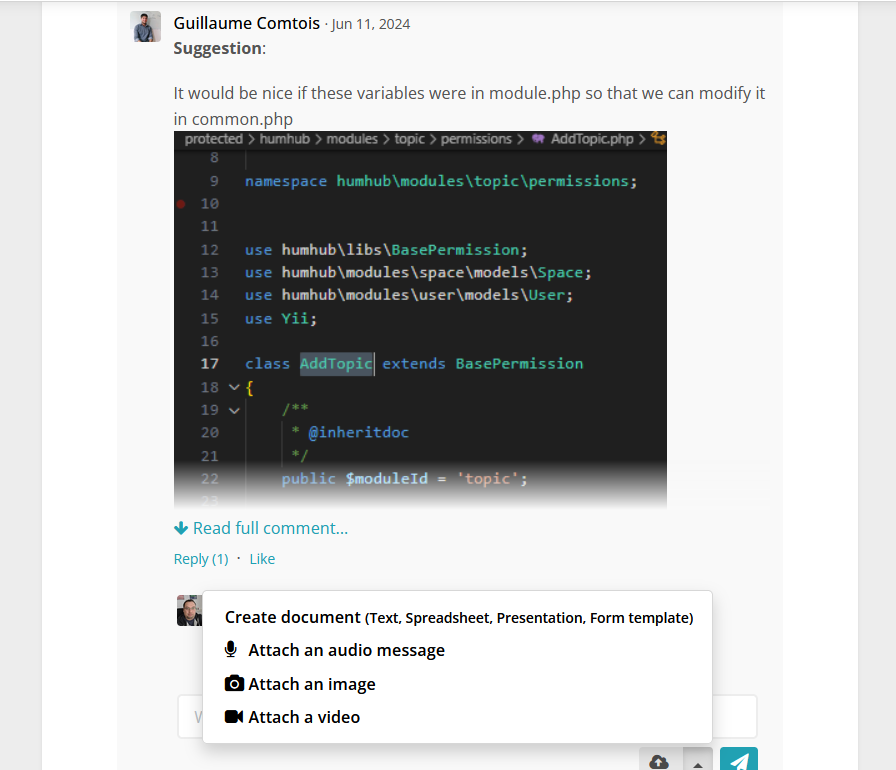 Guillaume Comtois · Jun 11, 2024
Suggestion:
It would be nice if these variables were in module.php so that we can modify it
in common.php
protected > humhub > modules > topic > permissions > AddTopic.php >
8
9 namespace humhub\modules\topic\permissions;
10
11
12 use humhub\libs\BasePermission;
13 use humhub\modules\space\models\Space;
14 use humhub\modules\user\models\User;
15 use Yii;
16
17 class AddTopic extends BasePermission
18 {
19 /**
20 * @inheritdoc
21 */
22 public $moduleId = 'topic';
23
Read full comment...
Reply (1) · Like
Create document (Text, Spreadsheet, Presentation, Form template)
Attach an audio message
Attach an image
Attach a video